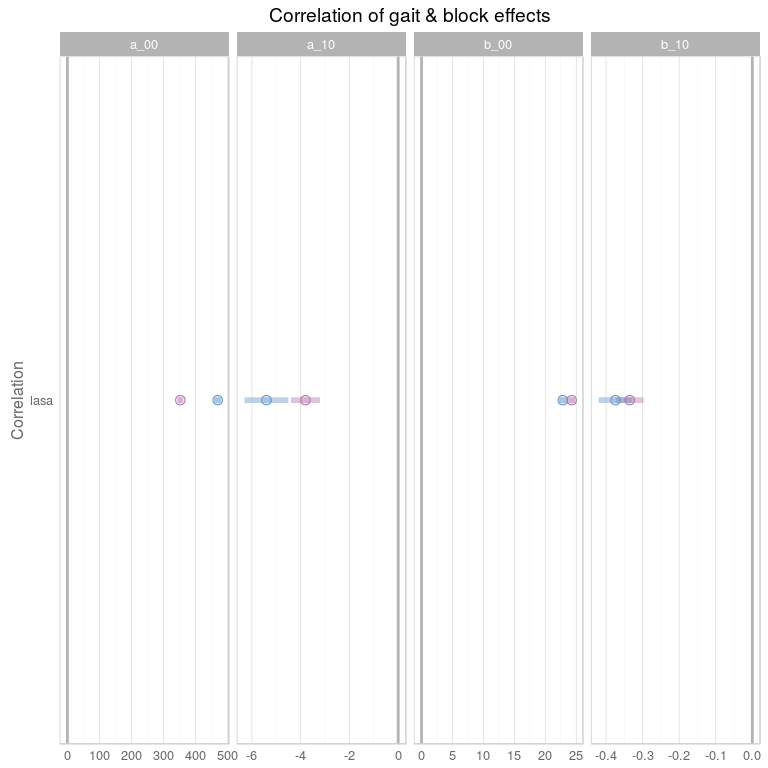 Correlation of gait & block effects
a_00 a_10 b_00 b_10
Correlation
lasa
0 100 200 300 400 500 -6 -4 -2 0 0 5 10 15 20 25 -0.4 -0.3 -0.2 -0.1 0.0